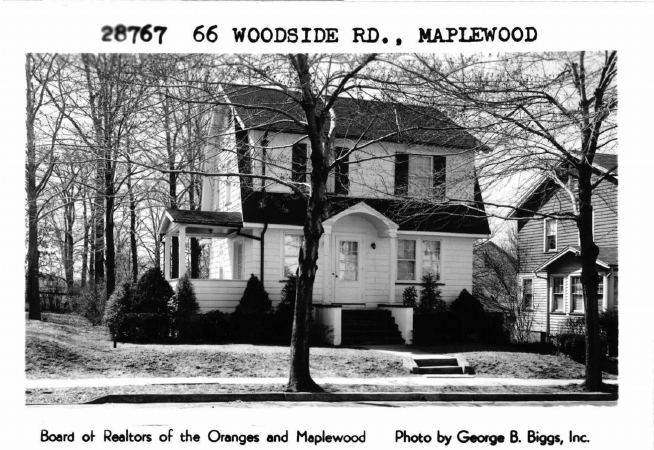 28767 66 WOODSIDE RD., MAPLEWOOD
Board of Realtors of the Oranges and Maplewood Photo by George B. Biggs, Inc.